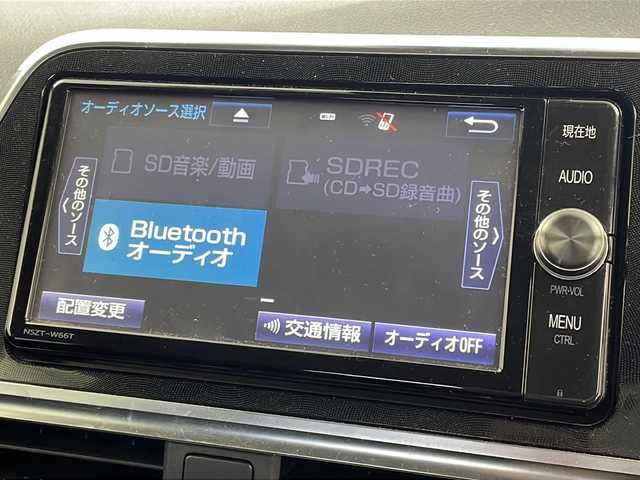 オーディオソース選択
Wi-Fi
現在地
SD音楽/動画
SDREC
(CD➡SD録音曲)
AUDIO
その他のソース
その他のソース
Bluetooth
オーディオ
PWR•VOL
配置変更
交通情報
オーディオOFF
MENU
CTRL
NSZT-W66T